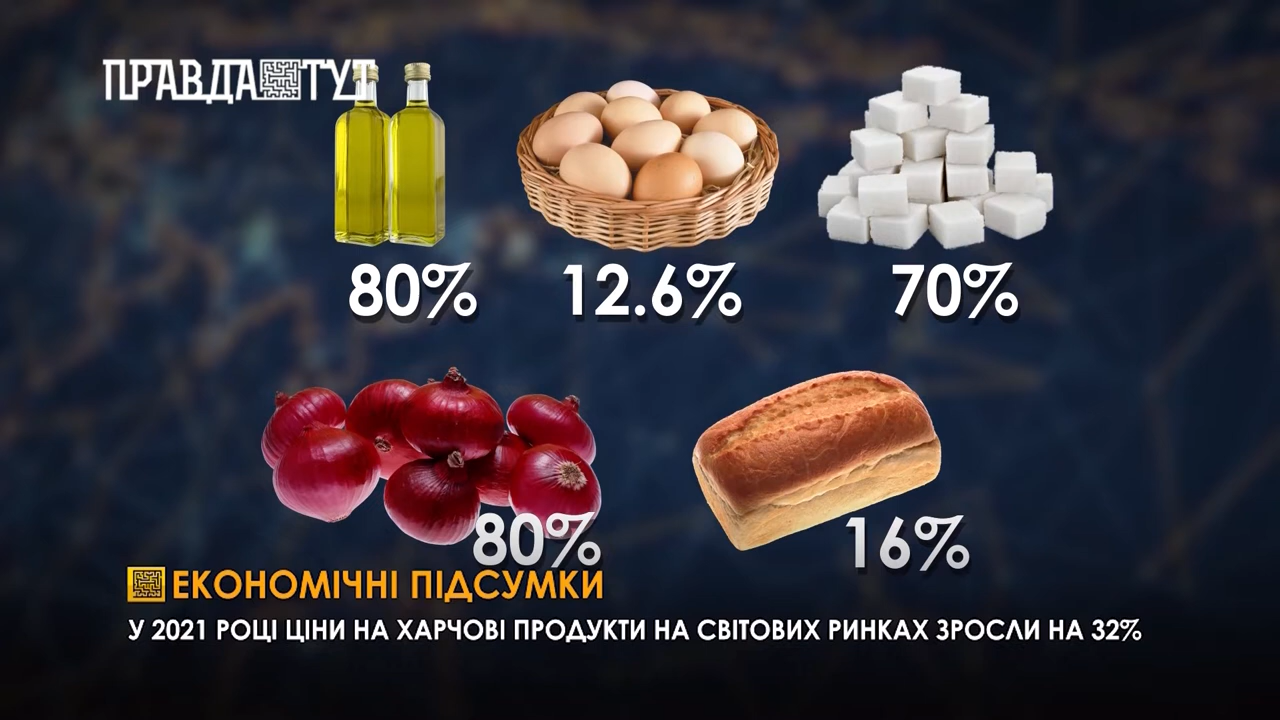 ПРАВДА ТУТ
80% 12.6% 70%
80% 16%
ЕКОНОМІЧНІ ПІДСУМКИ
У 2021 РОЦІ ЦІНИ НА ХАРЧОВІ ПРОДУКТИ НА СВІТОВИХ РИНКАХ ЗРОСЛИ НА 32%